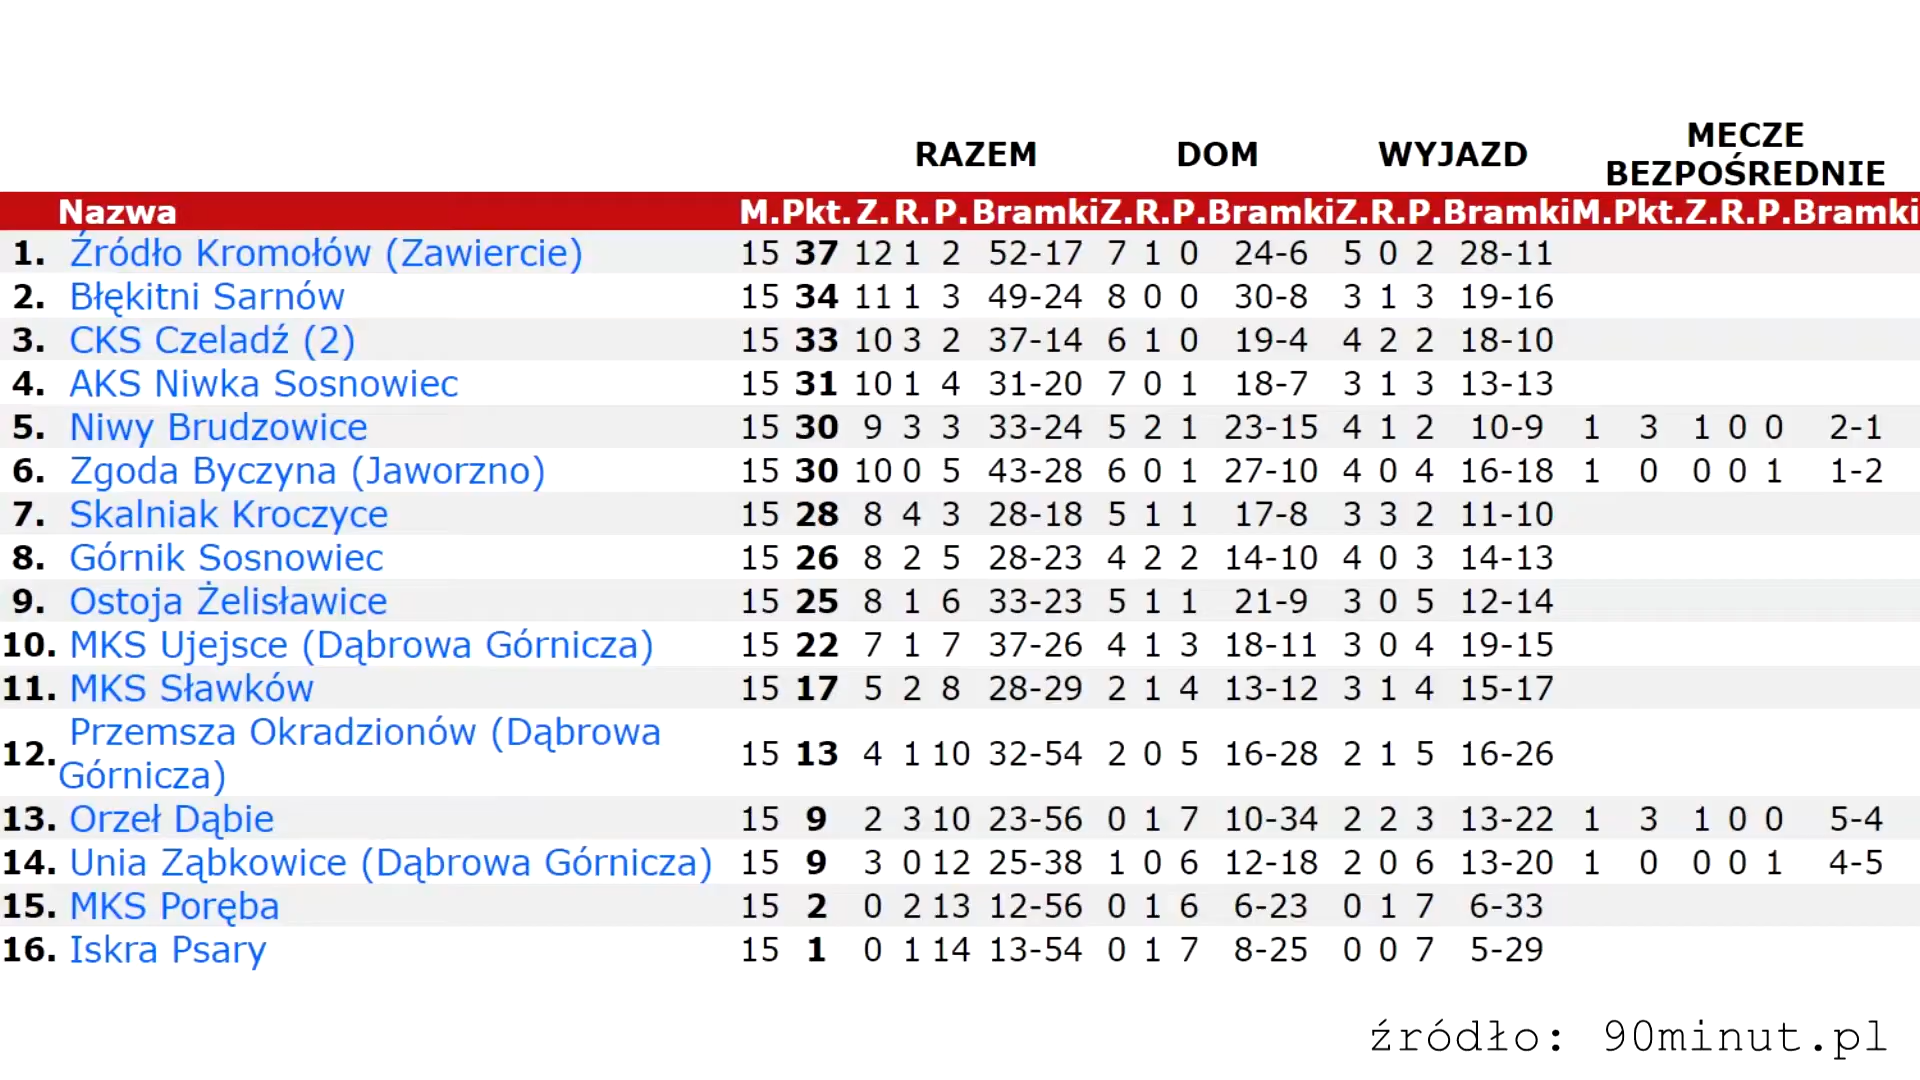 RAZEM DOM WYJAZD MECZE
BEZPOŚREDNIE
Nazwa M. Pkt. Z. R. P. Bramki Z. R. P. Bramki Z. R. P. Bramki M. Pkt. Z. R. P. Bramki
1. Źródło Kromołów (Zawiercie) 15 37 12 1 2 52-17 7 1 0 24-6 5 0 2 28-11
2. Błękitni Sarnów 15 34 11 1 3 49-24 8 0 0 30-8 3 1 3 19-16
3. CKS Czeladź (2) 15 33 10 3 2 37-14 6 1 0 19-4 4 2 2 18-10
4. AKS Niwka Sosnowiec 15 31 10 1 4 31-20 7 0 1 18-7 3 1 3 13-13
5. Niwy Brudzowice 15 30 9 3 3 33-24 5 2 1 23-15 4 1 2 10-9 1 3 1 0 0 2-1
6. Zgoda Byczyna (Jaworzno) 15 30 10 0 5 43-28 6 0 1 27-10 4 0 4 16-18 1 0 0 0 1 1-2
7. Skalniak Kroczyce 15 28 8 4 3 28-18 5 1 1 17-8 3 3 2 11-10
8. Górnik Sosnowiec 15 26 8 2 5 28-23 4 2 2 14-10 4 0 3 14-13
9. Ostoja Żelisławice 15 25 8 1 6 33-23 5 1 1 21-9 3 0 5 12-14
10. MKS Ujejsce (Dąbrowa Górnicza) 15 22 7 1 7 37-26 4 1 3 18-11 3 0 4 19-15
11. MKS Sławków 15 17 5 2 8 28-29 2 1 4 13-12 3 1 4 15-17
12. Przemsza Okradzionów (Dąbrowa
Górnicza) 15 13 4 1 10 32-54 2 0 5 16-28 2 1 5 16-26
13. Orzeł Dąbie 15 9 2 3 10 23-56 0 1 7 10-34 2 2 3 13-22 1 3 1 0 0 5-4
14. Unia Ząbkowice (Dąbrowa Górnicza) 15 9 3 0 12 25-38 1 0 6 12-18 2 0 6 13-20 1 0 0 0 1 4-5
15. MKS Poręba 15 2 0 2 13 12-56 0 1 6 6-23 0 1 7 6-33
16. Iskra Psary 15 1 0 1 14 13-54 0 1 7 8-25 0 0 7 5-29
źródło: 90minut.pl